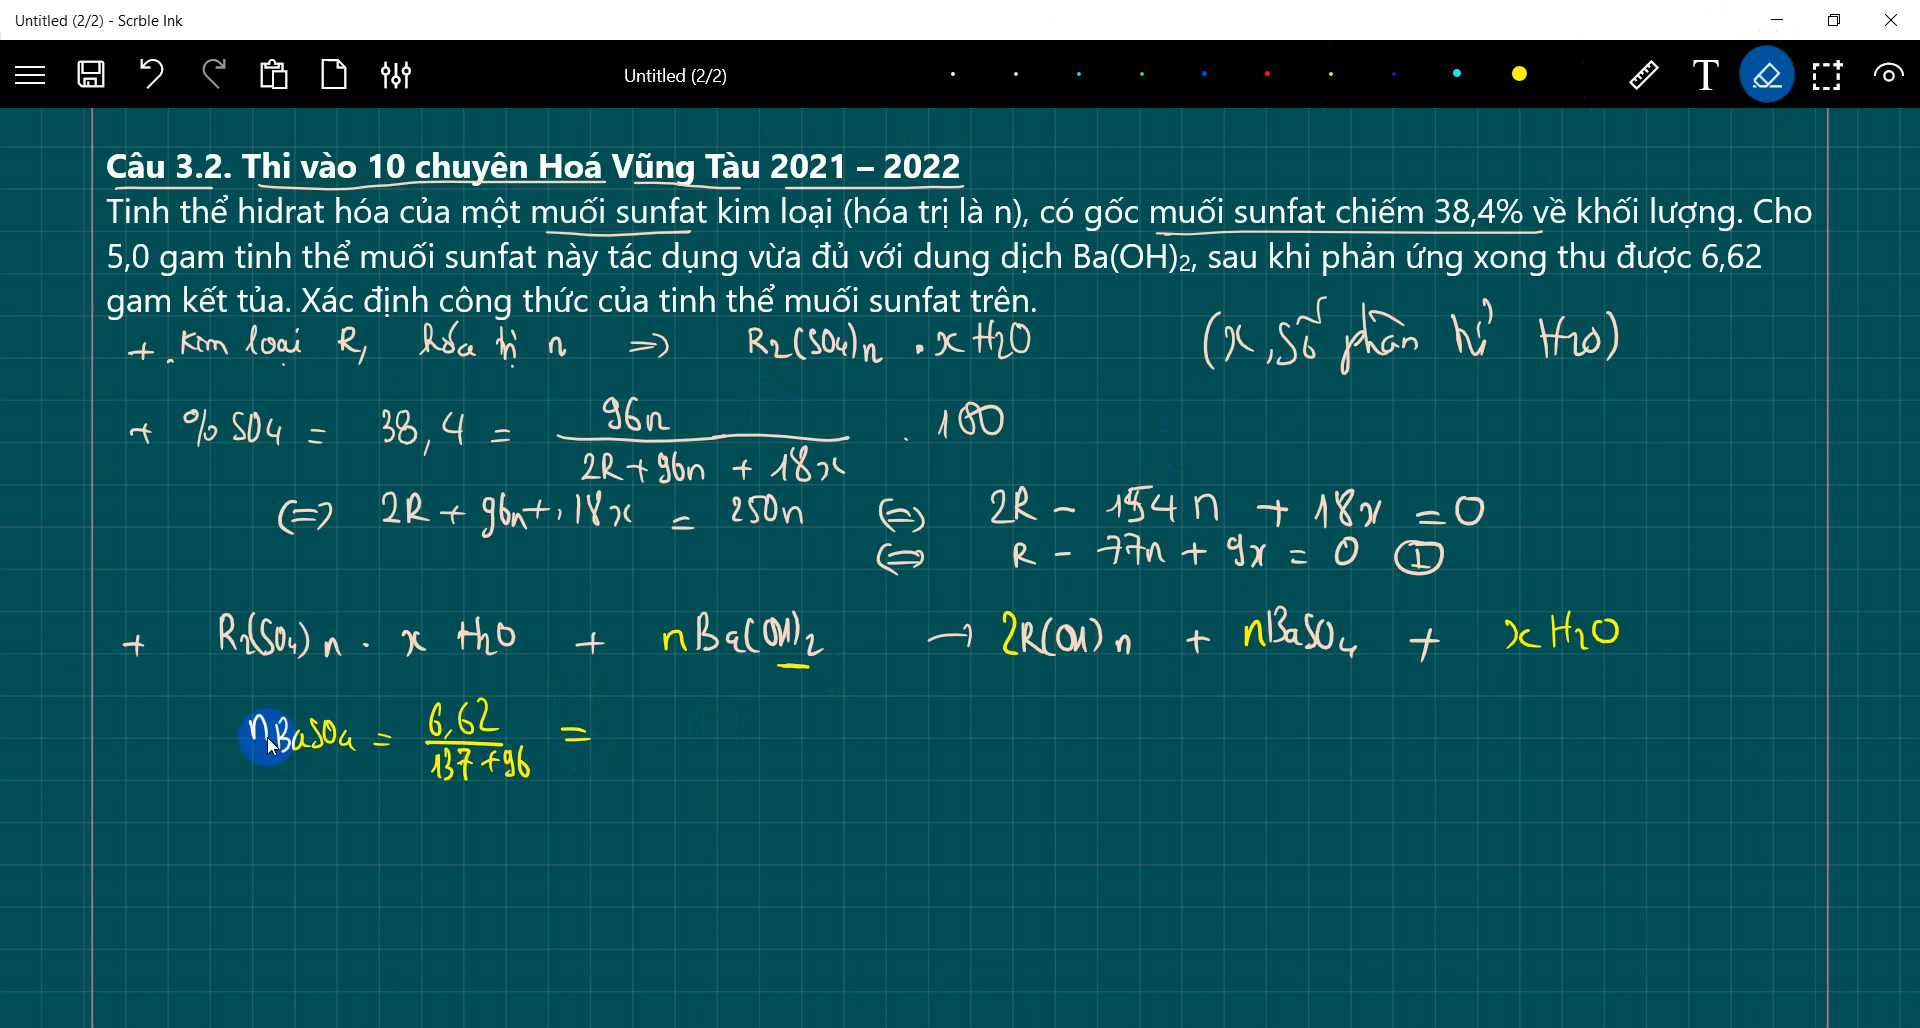 Untitled (2/2) - Scrble Ink
Untitled (2/2)
T
Câu 3.2. Thi vào 10 chuyên Hoá Vũng Tàu 2021 – 2022
Tinh thể hidrat hóa của một muối sunfat kim loại (hóa trị là n), có gốc muối sunfat chiếm 38,4% về khối lượng. Cho
5,0 gam tinh thể muối sunfat này tác dụng vừa đủ với dung dịch Ba(OH)₂, sau khi phản ứng xong thu được 6,62
gam kết tủa. Xác định công thức của tinh thể muối sunfat trên.
+ . Kim loại R, hóa trị n => R2(SO4)n . xH2O (x, số phân tử H2O)
+ % SO4 = 38,4 = 96n / (2R+96n + 18x) . 100
<=> 2R + 96n + 18x = 250n <=> 2R - 154n + 18x = 0
<=> R - 77n + 9x = 0 (I)
+ R2(SO4)n . x H2O + nBa(OH)2 → 2R(OH)n + nBaSO4 + xH2O
nBaSO4 = 6,62 / (137+96) =